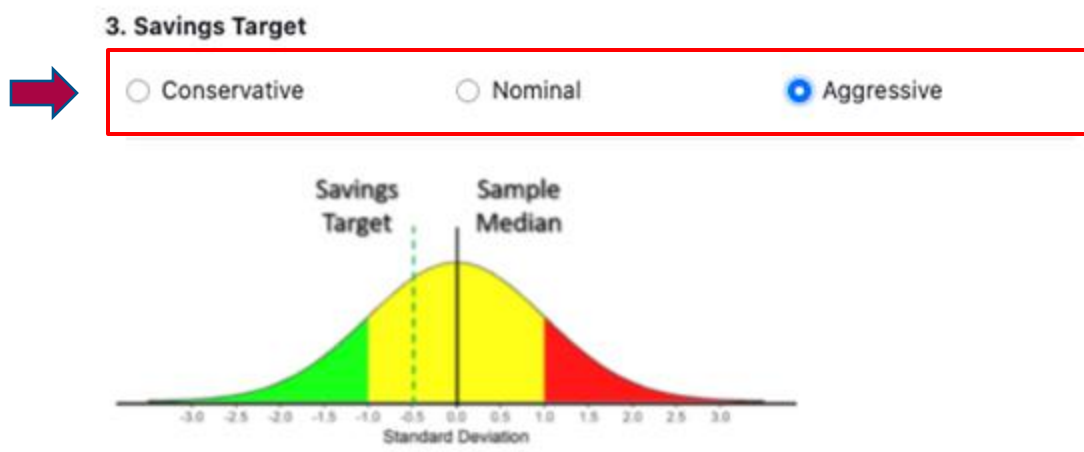 3. Savings Target
Conservative Nominal Aggressive
Savings Target
Sample Median
-3.0 -2.5 -2.0 -1.5 -1.0 -0.5 0.0 0.5 1.0 1.5 2.0 2.5 3.0
Standard Deviation